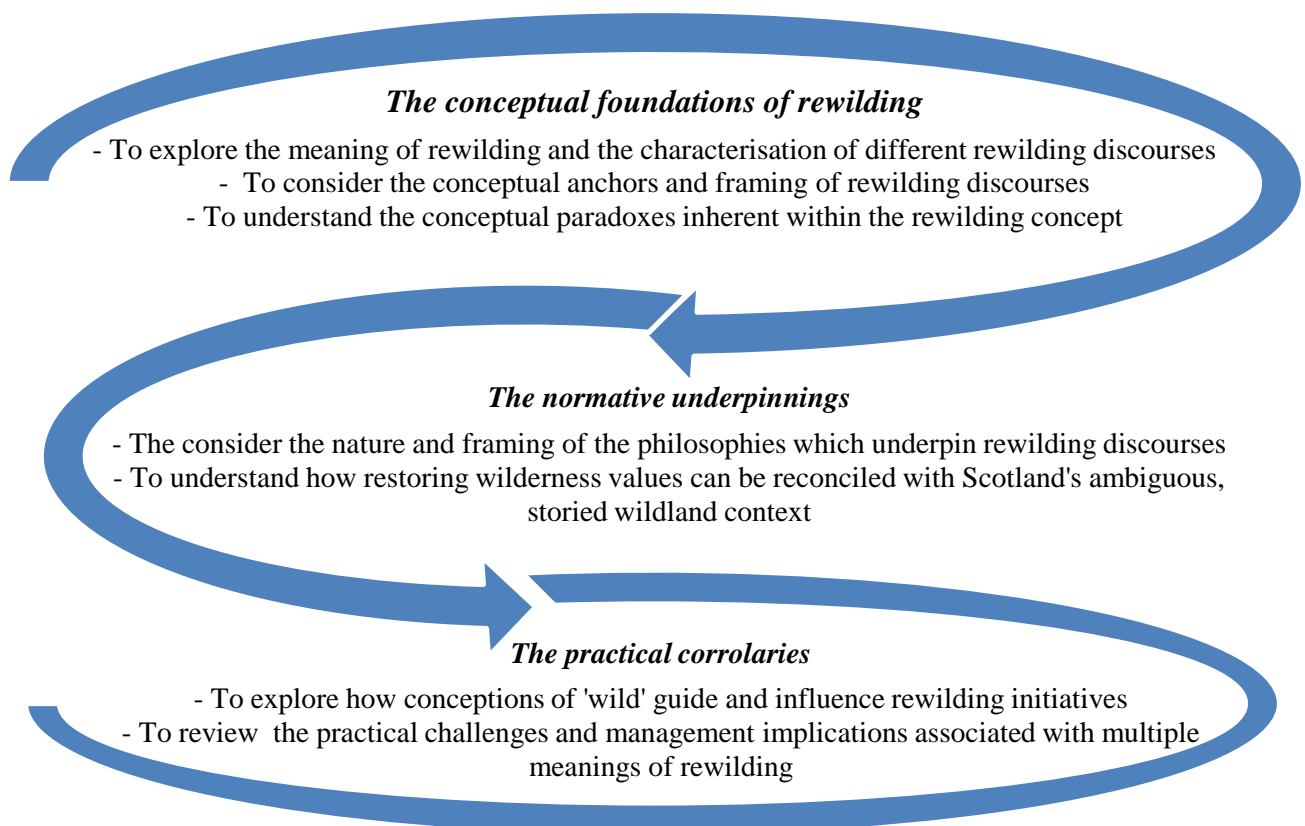 The conceptual foundations of rewilding
- To explore the meaning of rewilding and the characterisation of different rewilding discourses
- To consider the conceptual anchors and framing of rewilding discourses
- To understand the conceptual paradoxes inherent within the rewilding concept
The normative underpinnings
- The consider the nature and framing of the philosophies which underpin rewilding discourses
- To understand how restoring wilderness values can be reconciled with Scotland's ambiguous,
storied wildland context
The practical corrolaries
- To explore how conceptions of 'wild' guide and influence rewilding initiatives
- To review the practical challenges and management implications associated with multiple
meanings of rewilding